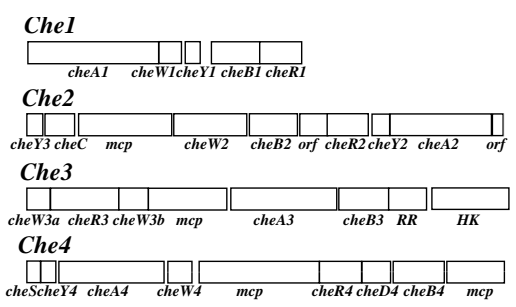 Che1
cheA1 cheW1 cheY1 cheB1 cheR1
Che2
cheY3 cheC mcp cheW2 cheB2 orf cheR2 cheY2 cheA2 orf
Che3
cheW3a cheR3 cheW3b mcp cheA3 cheB3 RR HK
Che4
cheS cheY4 cheA4 cheW4 mcp cheR4 cheD4 cheB4 mcp